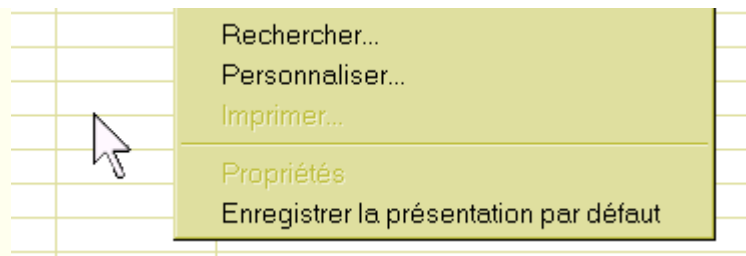 Rechercher...
Personnaliser...
Imprimer...
Propriétés
Enregistrer la présentation par défaut